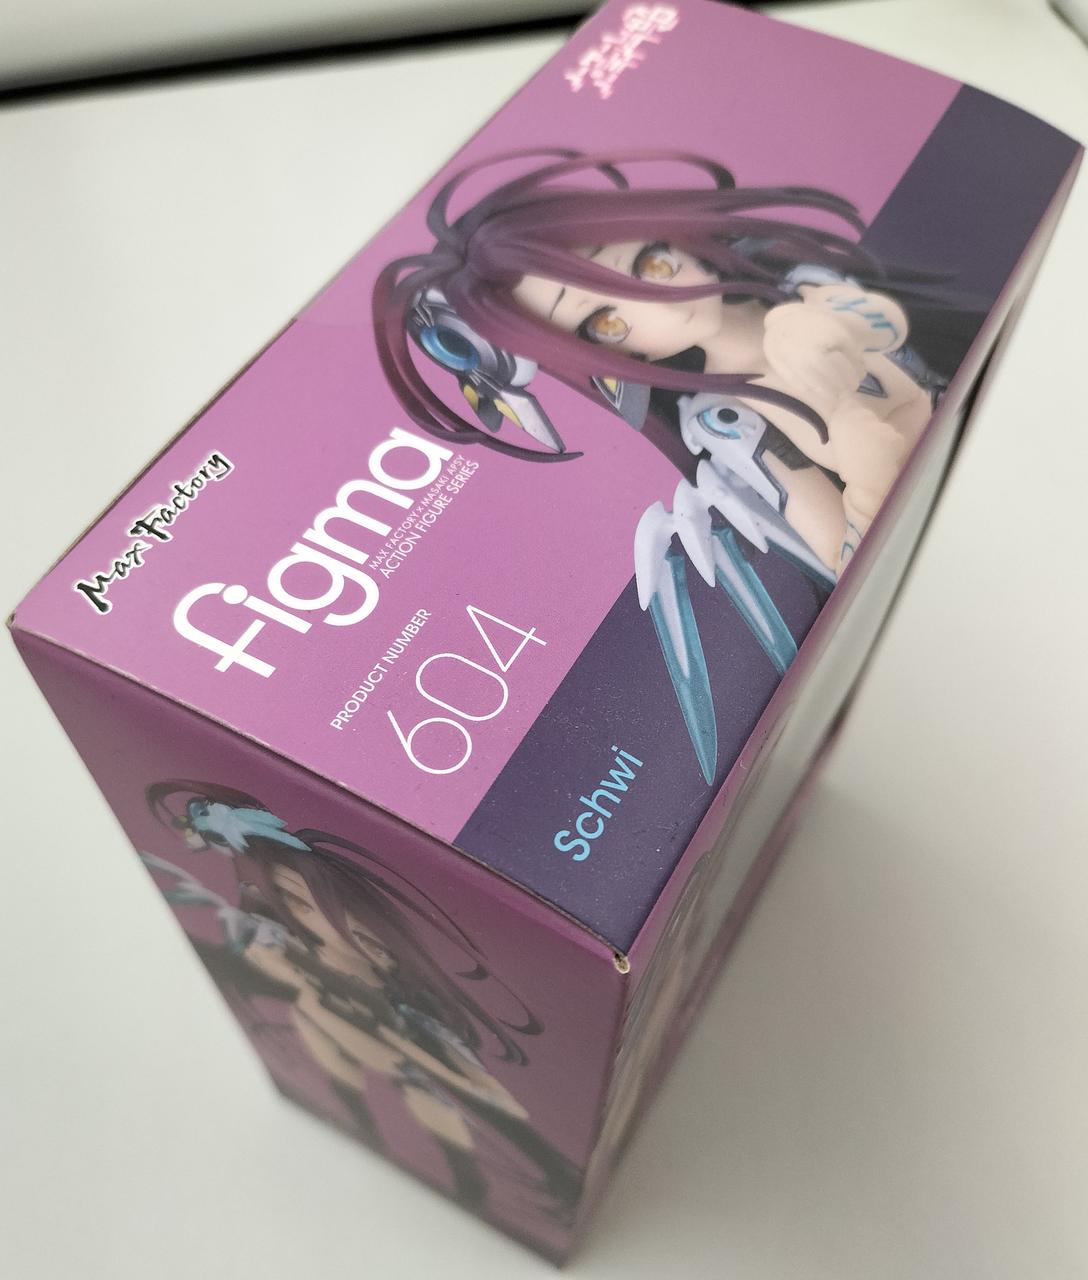 Max Factory
figma
MAX FACTORY × MASAKI APSY
ACTION FIGURE SERIES
PRODUCT NUMBER
604
Schwi